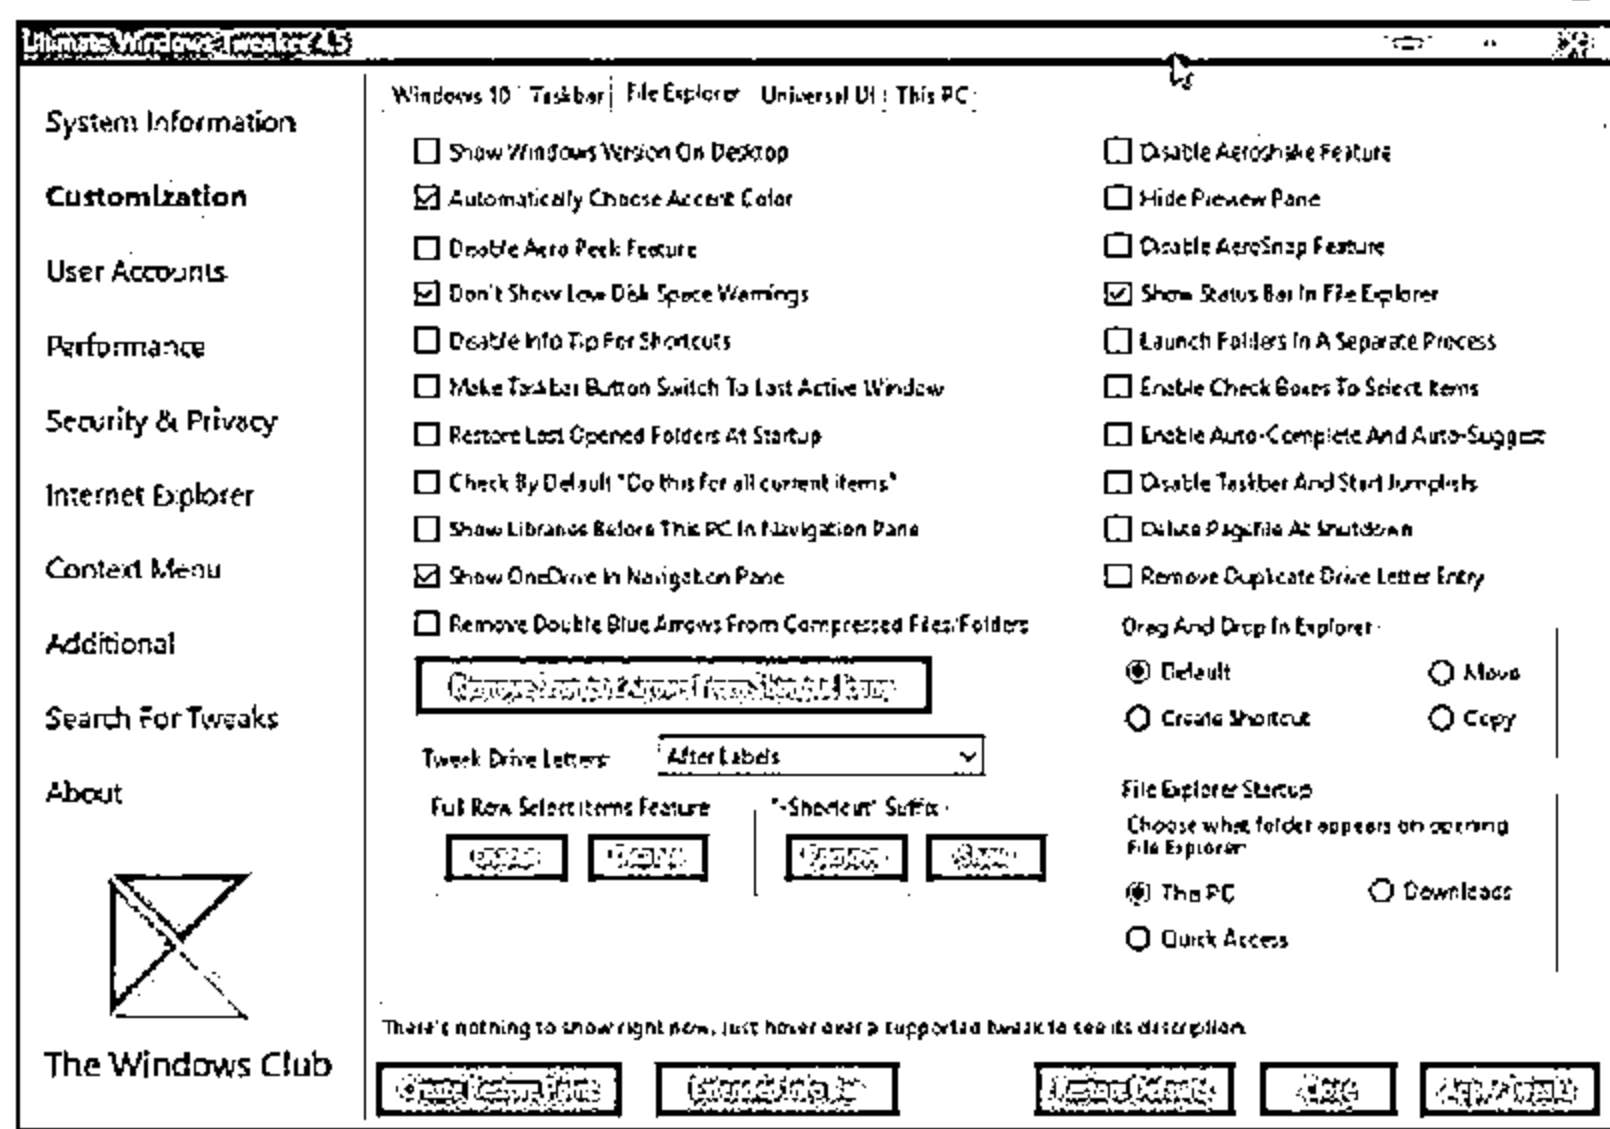 Ultimate Windows Tweaker 4.5
System Information
Customization
User Accounts
Performance
Security & Privacy
Internet Explorer
Context Menu
Additional
Search For Tweaks
About
The Windows Club
Windows 10 Taskbar File Explorer Universal UI This PC
Show Windows Version On Desktop
Automatically Choose Accent Color
Disable Aero Peek Feature
Don't Show Low Disk Space Warnings
Disable Info Tip For Shortcuts
Make Taskbar Button Switch To Last Active Window
Restore Last Opened Folders At Startup
Check By Default "Do this for all current items"
Show Libraries Before This PC In Navigation Pane
Show OneDrive In Navigation Pane
Remove Double Blue Arrows From Compressed Files/Folders
Tweak Drive Letters:
After Labels
Full Row Select Items Feature
"-Shortcut" Suffix
Disable Aeroshake Feature
Hide Preview Pane
Disable AeroSnap Feature
Show Status Bar In File Explorer
Launch Folders In A Separate Process
Enable Check Boxes To Select Items
Enable Auto-Complete And Auto-Suggest
Disable Taskbar And Start Jumplists
Delete Pagefile At Shutdown
Remove Duplicate Drive Letter Entry
Drag And Drop In Explorer
Default
Move
Create Shortcut
Copy
File Explorer Startup
Choose what folder appears on opening
File Explorer:
This PC
Downloads
Quick Access
There's nothing to show right now, just hover over a supported tweak to see its description.
Create Restore Point
Restore Defaults
Close
Apply Tweaks